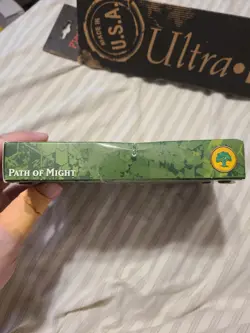 MADE IN
U.S.A.
Ultra•
PATH OF MIGHT